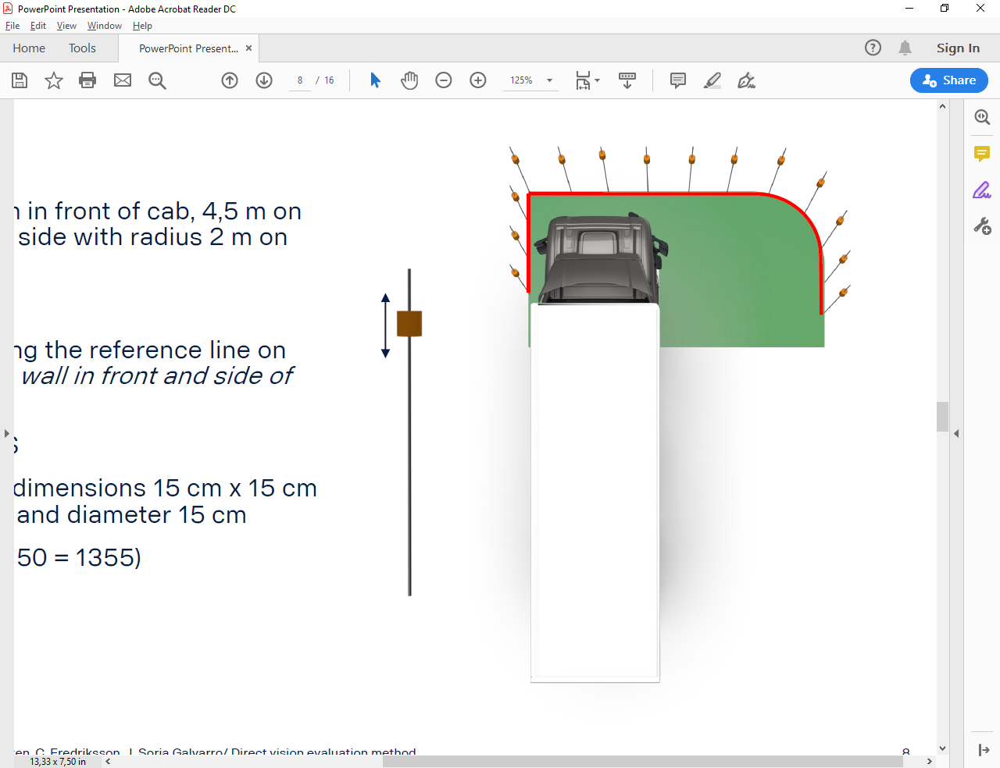 PowerPoint Presentation - Adobe Acrobat Reader DC
File Edit View Window Help
Home Tools PowerPoint Present... × Sign In
8 / 16 125% Share
n in front of cab, 4,5 m on
side with radius 2 m on
ng the reference line on
wall in front and side of
s
dimensions 15 cm x 15 cm
and diameter 15 cm
50 = 1355)
en, C. Fredriksson, J. Soria Galvarro/ Direct vision evaluation method 8
13,33 x 7,50 in